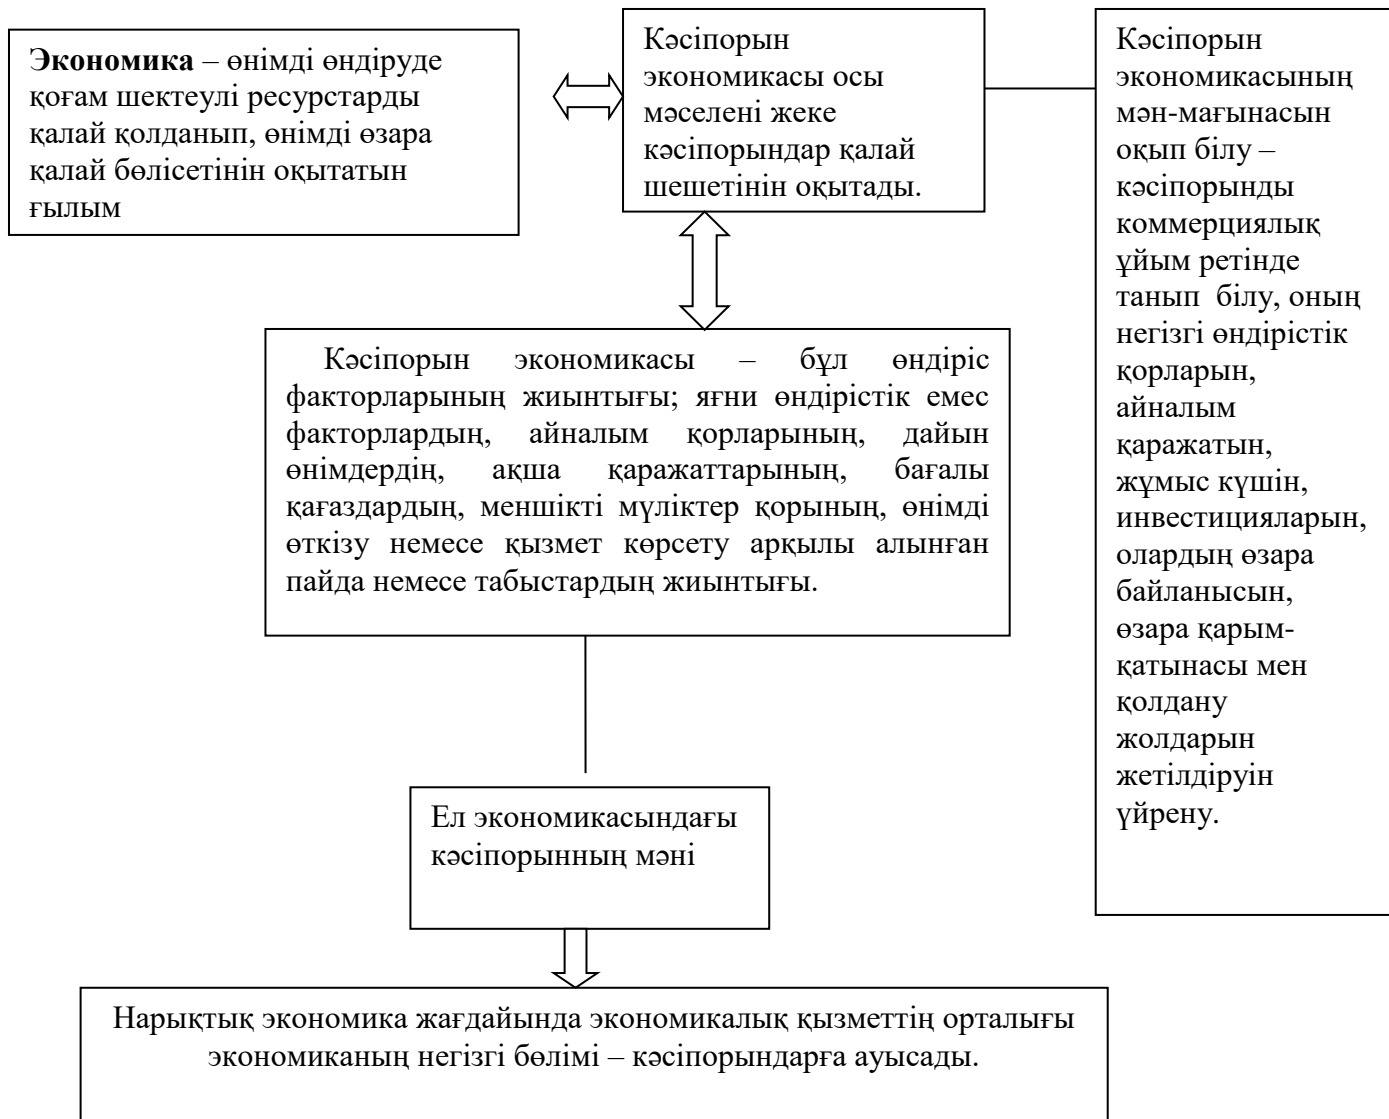 Экономика – өнімді өндіруде
қоғам шектеулі ресурстарды
қалай қолданып, өнімді өзара
қалай бөлісетінін оқытатын
ғылым
Кәсіпорын
экономикасы осы
мәселені жеке
кәсіпорындар қалай
шешетінін оқытады.
Кәсіпорын
экономикасының
мән-мағынасын
оқып білу –
кәсіпорынды
коммерциялық
ұйым ретінде
танып білу, оның
негізгі өндірістік
қорларын,
айналым
қаражатын,
жұмыс күшін,
инвестицияларын,
олардың өзара
байланысын,
өзара қарым-
қатынасы мен
қолдану
жолдарын
жетілдіруін
үйрену.
Кәсіпорын экономикасы – бұл өндіріс
факторларының жиынтығы; яғни өндірістік емес
факторлардың, айналым қорларының, дайын
өнімдердің, ақша қаражаттарының, бағалы
қағаздардың, меншікті мүліктер қорының, өнімді
өткізу немесе қызмет көрсету арқылы алынған
пайда немесе табыстардың жиынтығы.
Ел экономикасындағы
кәсіпорынның мәні
Нарықтық экономика жағдайында экономикалық қызметтің орталығы
экономиканың негізгі бөлімі – кәсіпорындарға ауысады.